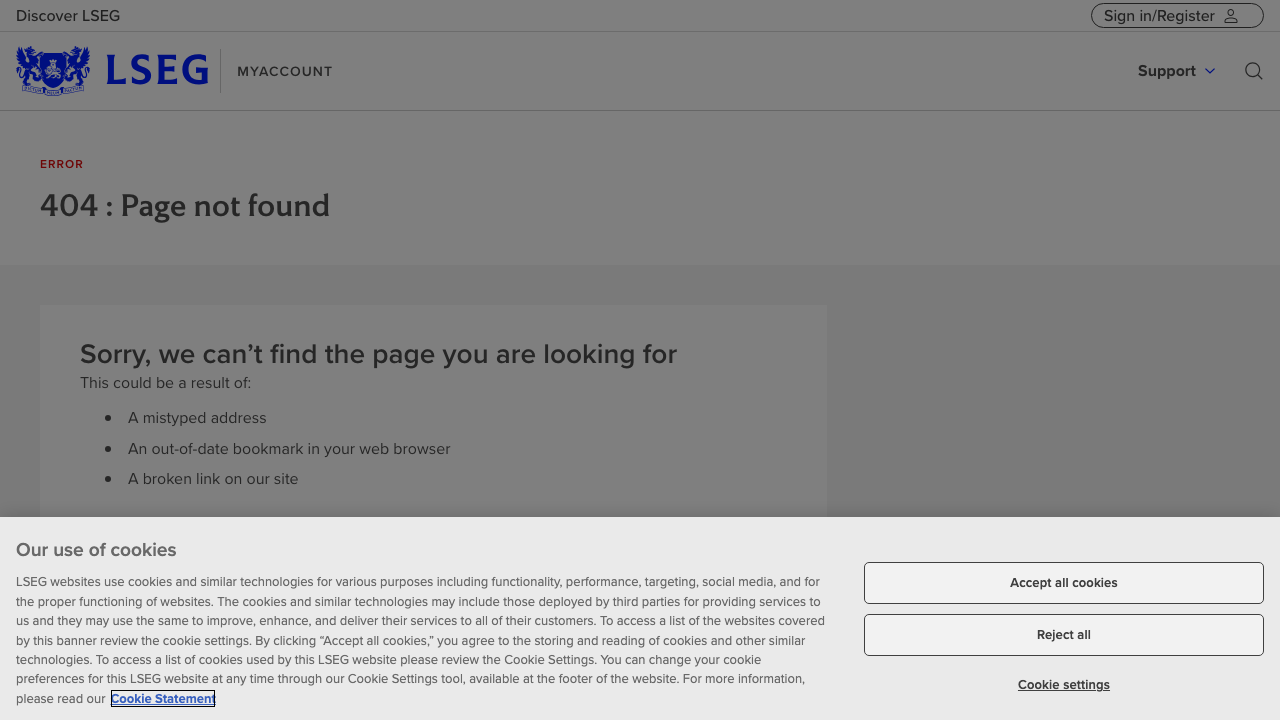 Discover LSEG
Sign in/Register
LSEG
MYACCOUNT
Support
ERROR
404 : Page not found
Sorry, we can’t find the page you are looking for
This could be a result of:
A mistyped address
An out-of-date bookmark in your web browser
A broken link on our site
Our use of cookies
LSEG websites use cookies and similar technologies for various purposes including functionality, performance, targeting, social media, and for
the proper functioning of websites. The cookies and similar technologies may include those deployed by third parties for providing services to
us and they may use the same to improve, enhance, and deliver their services to all of their customers. To access a list of the websites covered
by this banner review the cookie settings. By clicking “Accept all cookies,” you agree to the storing and reading of cookies and other similar
technologies. To access a list of cookies used by this LSEG website please review the Cookie Settings. You can change your cookie
preferences for this LSEG website at any time through our Cookie Settings tool, available at the footer of the website. For more information,
please read our Cookie Statement
Accept all cookies
Reject all
Cookie settings